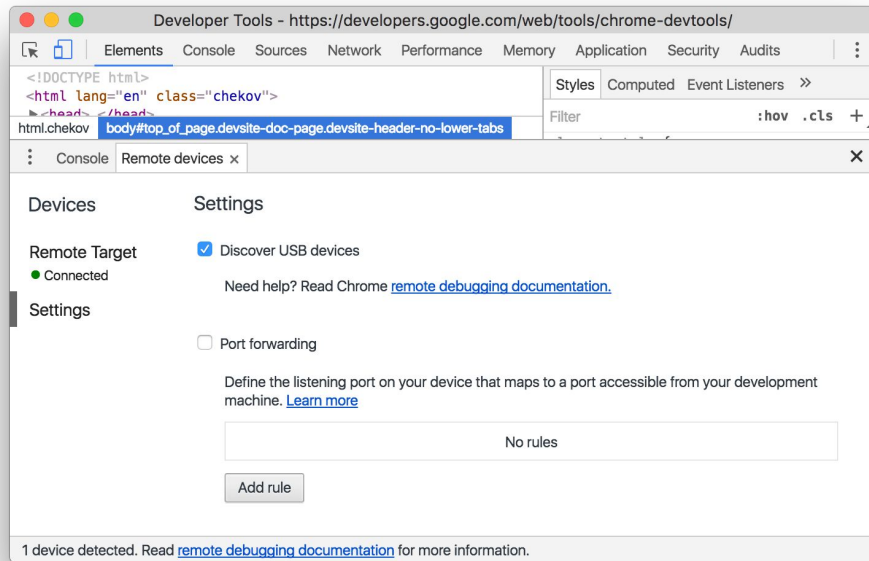 Developer Tools - https://developers.google.com/web/tools/chrome-devtools/
Elements Console Sources Network Performance Memory Application Security Audits
<!DOCTYPE html>
<html lang="en" class="chekov">
<head> </head>
html.chekov body#top_of_page.devsite-doc-page.devsite-header-no-lower-tabs
Styles Computed Event Listeners »
Filter :hov .cls +
Console Remote devices ×
Devices
Remote Target
Connected
Settings
Settings
Discover USB devices
Need help? Read Chrome remote debugging documentation.
Port forwarding
Define the listening port on your device that maps to a port accessible from your development
machine. Learn more
No rules
Add rule
1 device detected. Read remote debugging documentation for more information.